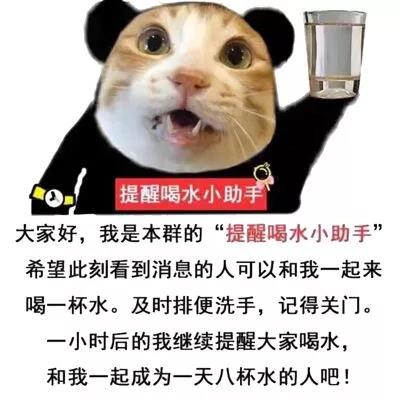 提醒喝水小助手
大家好，我是本群的“提醒喝水小助手”
希望此刻看到消息的人可以和我一起来
喝一杯水。及时排便洗手，记得关门。
一小时后的我继续提醒大家喝水，
和我一起成为一天八杯水的人吧！